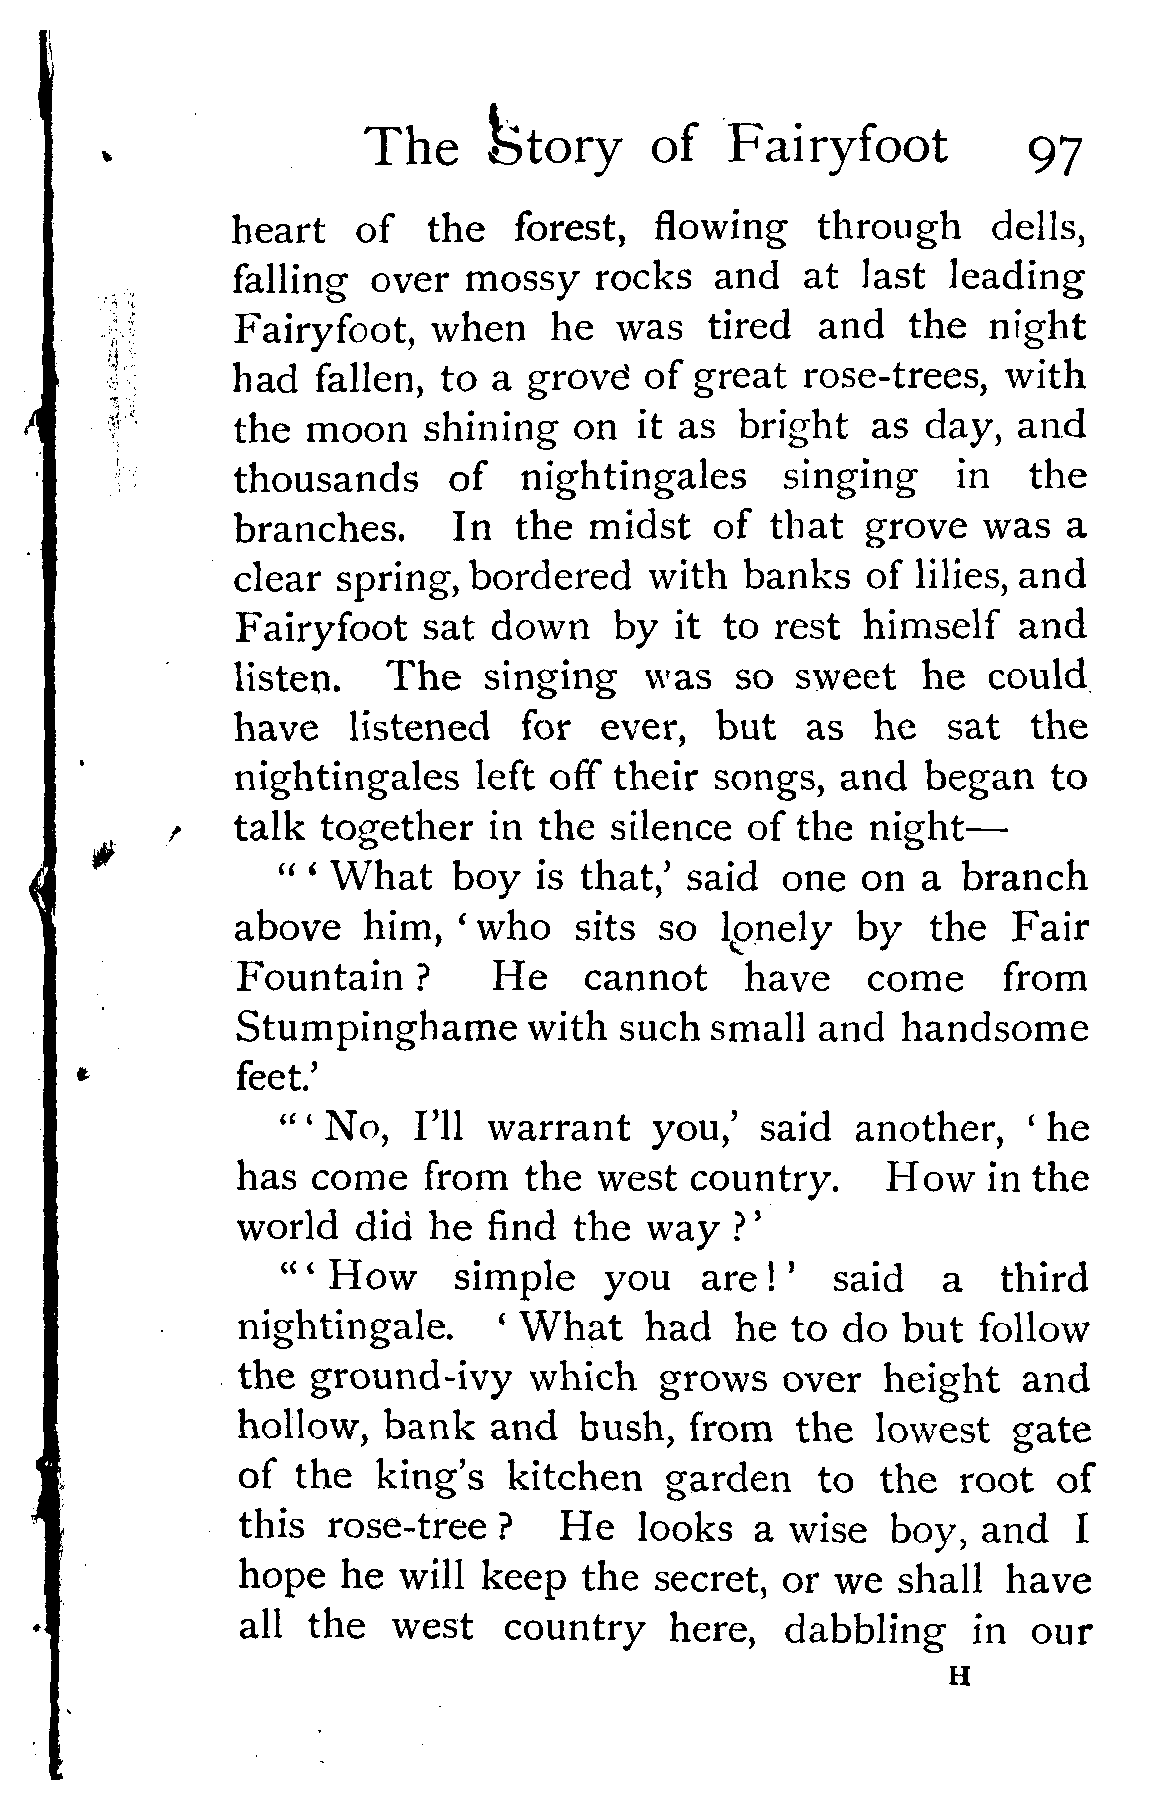 The Story of Fairyfoot 97
heart of the forest, flowing through dells,
falling over mossy rocks and at last leading
Fairyfoot, when he was tired and the night
had fallen, to a grove of great rose-trees, with
the moon shining on it as bright as day, and
thousands of nightingales singing in the
branches. In the midst of that grove was a
clear spring, bordered with banks of lilies, and
Fairyfoot sat down by it to rest himself and
listen. The singing was so sweet he could
have listened for ever, but as he sat the
nightingales left off their songs, and began to
talk together in the silence of the night—
“ ‘ What boy is that,’ said one on a branch
above him, ‘ who sits so lonely by the Fair
Fountain ? He cannot have come from
Stumpinghame with such small and handsome
feet.’
“ ‘ No, I’ll warrant you,’ said another, ‘ he
has come from the west country. How in the
world did he find the way ? ’
“ ‘ How simple you are ! ’ said a third
nightingale. ‘ What had he to do but follow
the ground-ivy which grows over height and
hollow, bank and bush, from the lowest gate
of the king’s kitchen garden to the root of
this rose-tree ? He looks a wise boy, and I
hope he will keep the secret, or we shall have
all the west country here, dabbling in our
H